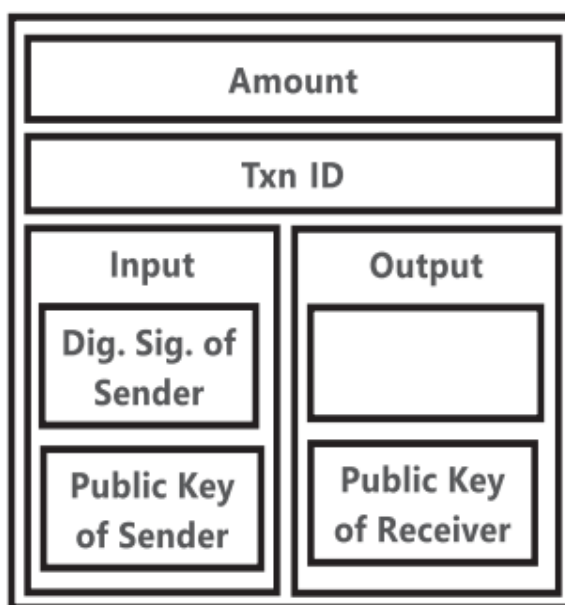 Amount
Txn ID
Input
Dig. Sig. of
Sender
Public Key
of Sender
Output
Public Key
of Receiver